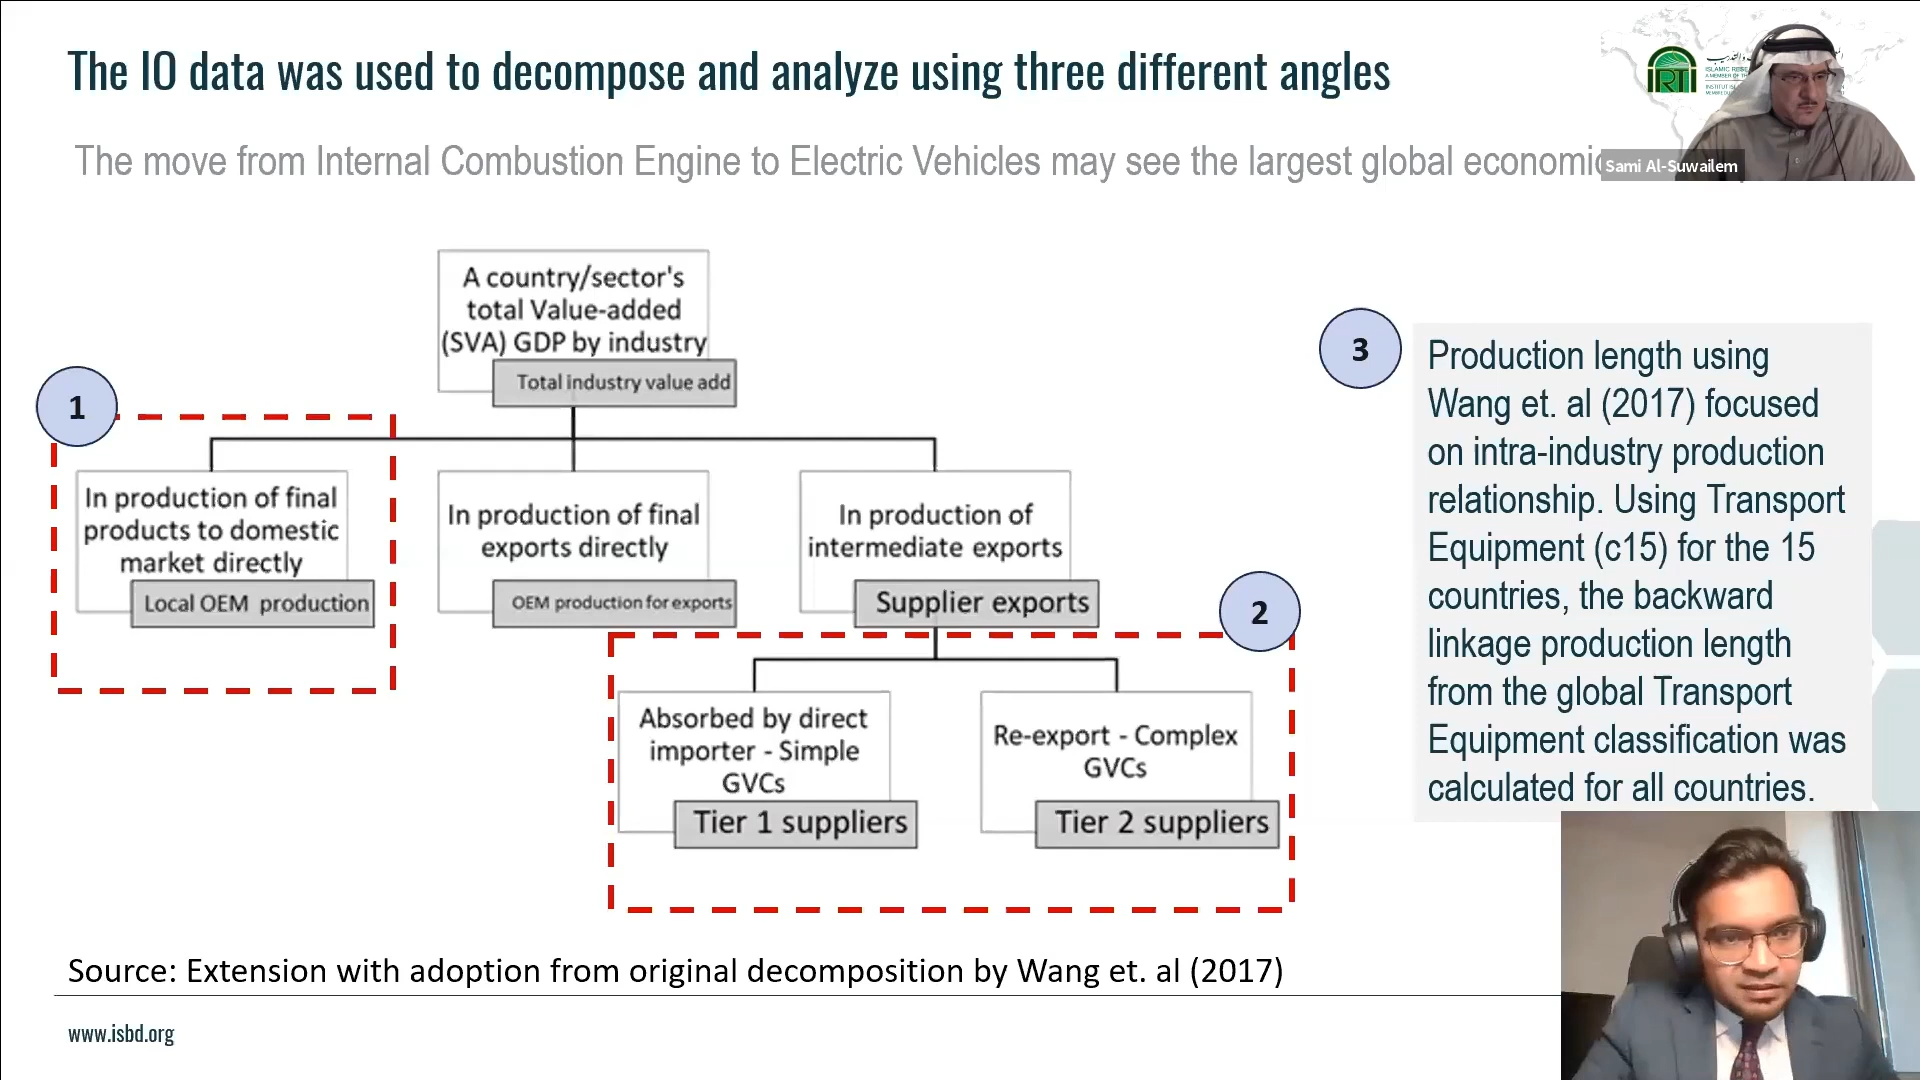 The IO data was used to decompose and analyze using three different angles
The move from Internal Combustion Engine to Electric Vehicles may see the largest global economic
IRTI
Sami Al-Suwailem
A country/sector's
total Value-added
(SVA) GDP by industry
Total industry value add
1
In production of final
products to domestic
market directly
Local OEM production
In production of final
exports directly
OEM production for exports
In production of
intermediate exports
Supplier exports
2
Absorbed by direct
importer - Simple
GVCs
Tier 1 suppliers
Re-export - Complex
GVCs
Tier 2 suppliers
3
Production length using
Wang et. al (2017) focused
on intra-industry production
relationship. Using Transport
Equipment (c15) for the 15
countries, the backward
linkage production length
from the global Transport
Equipment classification was
calculated for all countries.
Source: Extension with adoption from original decomposition by Wang et. al (2017)
www.isbd.org